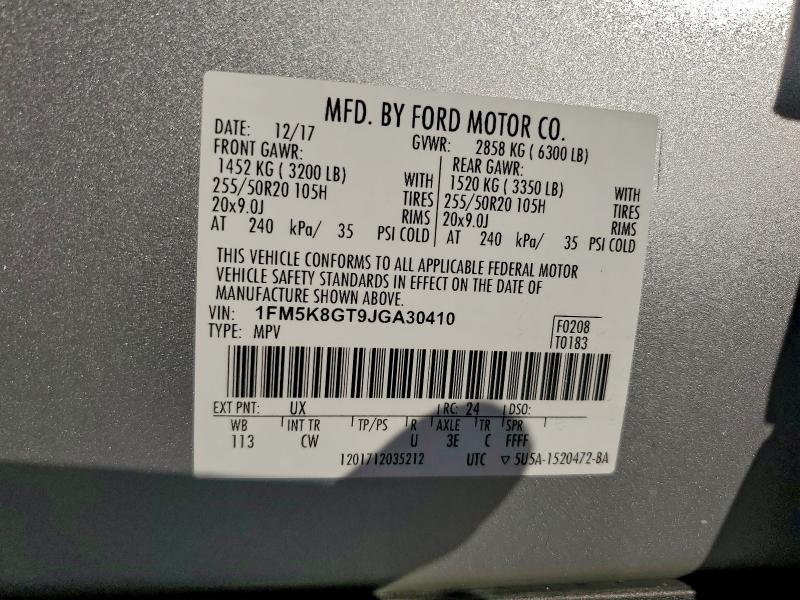 MFD. BY FORD MOTOR CO.
DATE: 12/17 GVWR: 2858 KG ( 6300 LB)
FRONT GAWR: REAR GAWR:
1452 KG ( 3200 LB) WITH 1520 KG ( 3350 LB) WITH
255/50R20 105H TIRES 255/50R20 105H TIRES
20x9.0J RIMS 20x9.0J RIMS
AT 240 kPa/ 35 PSI COLD AT 240 kPa/ 35 PSI COLD
THIS VEHICLE CONFORMS TO ALL APPLICABLE FEDERAL MOTOR
VEHICLE SAFETY STANDARDS IN EFFECT ON THE DATE OF
MANUFACTURE SHOWN ABOVE.
VIN: 1FM5K8GT9JGA30410
TYPE: MPV
F0208
T0183
EXT PNT: UX RC: 24 DSO:
WB INT TR TP/PS R AXLE TR SPR
113 CW U 3E C FFFF
1201712035212 UTC ▽ 5U5A-1520472-BA